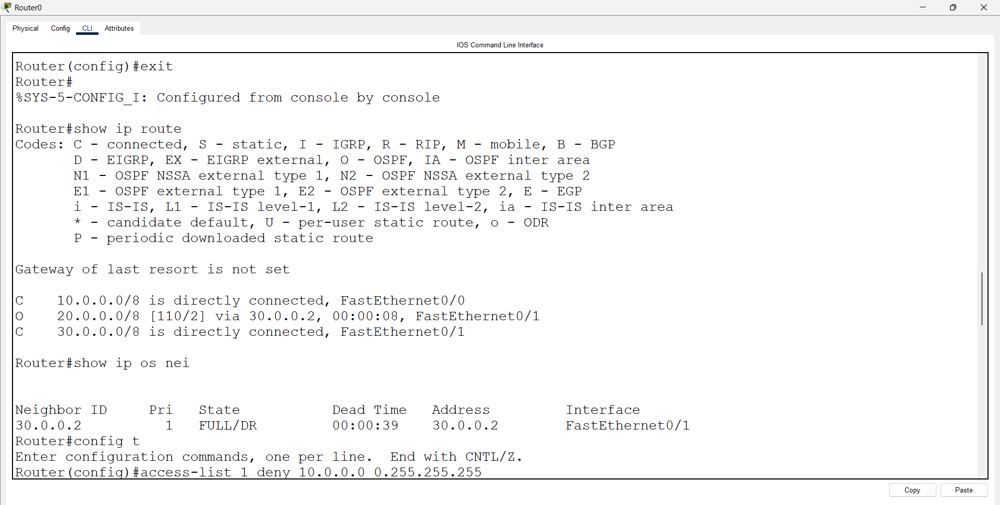 Router0
Physical Config CLI Attributes
IOS Command Line Interface
Router(config)#exit
Router#
%SYS-5-CONFIG_I: Configured from console by console
Router#show ip route
Codes: C - connected, S - static, I - IGRP, R - RIP, M - mobile, B - BGP
D - EIGRP, EX - EIGRP external, O - OSPF, IA - OSPF inter area
N1 - OSPF NSSA external type 1, N2 - OSPF NSSA external type 2
E1 - OSPF external type 1, E2 - OSPF external type 2, E - EGP
i - IS-IS, L1 - IS-IS level-1, L2 - IS-IS level-2, ia - IS-IS inter area
* - candidate default, U - per-user static route, o - ODR
P - periodic downloaded static route
Gateway of last resort is not set
C 10.0.0.0/8 is directly connected, FastEthernet0/0
O 20.0.0.0/8 [110/2] via 30.0.0.2, 00:00:08, FastEthernet0/1
C 30.0.0.0/8 is directly connected, FastEthernet0/1
Router#show ip os nei
Neighbor ID Pri State Dead Time Address Interface
30.0.0.2 1 FULL/DR 00:00:39 30.0.0.2 FastEthernet0/1
Router#config t
Enter configuration commands, one per line. End with CNTL/Z.
Router(config)#access-list 1 deny 10.0.0.0 0.255.255.255
Copy Paste